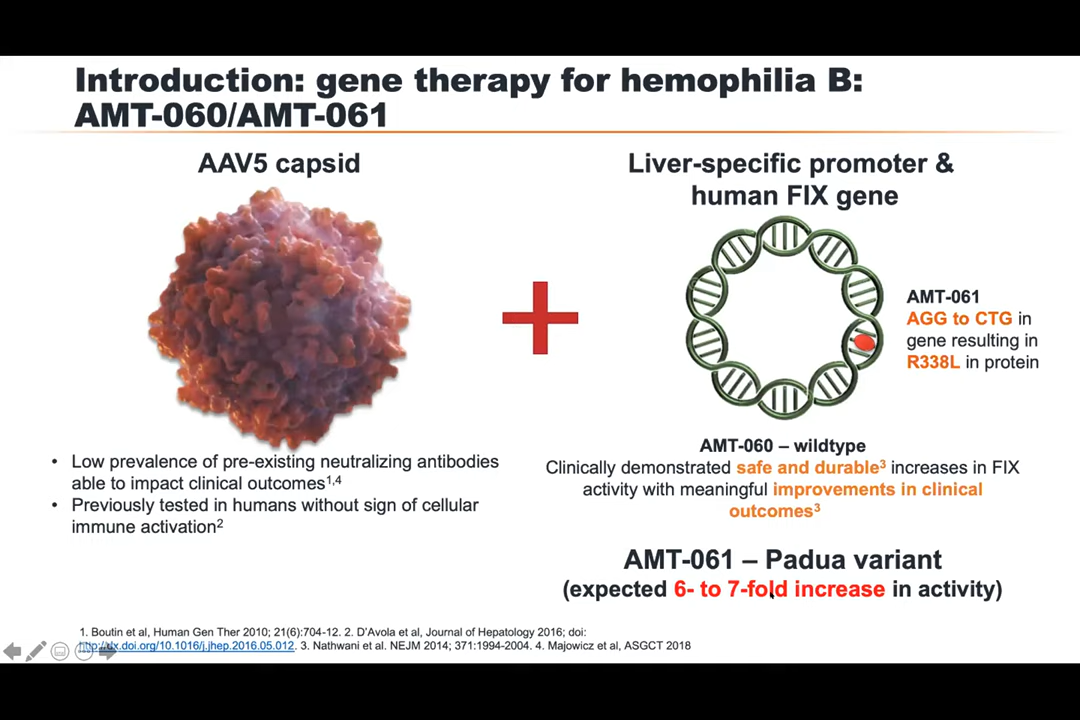 Introduction: gene therapy for hemophilia B:
AMT-060/AMT-061
AAV5 capsid
• Low prevalence of pre-existing neutralizing antibodies
able to impact clinical outcomes1,4
• Previously tested in humans without sign of cellular
immune activation2
Liver-specific promoter &
human FIX gene
AMT-061
AGG to CTG in
gene resulting in
R338L in protein
AMT-060 – wildtype
Clinically demonstrated safe and durable3 increases in FIX
activity with meaningful improvements in clinical
outcomes3
AMT-061 – Padua variant
(expected 6- to 7-fold increase in activity)
1. Boutin et al, Human Gen Ther 2010; 21(6):704-12. 2. D’Avola et al, Journal of Hepatology 2016; doi:
http://dx.doi.org/10.1016/j.jhep.2016.05.012. 3. Nathwani et al. NEJM 2014; 371:1994-2004. 4. Majowicz et al, ASGCT 2018